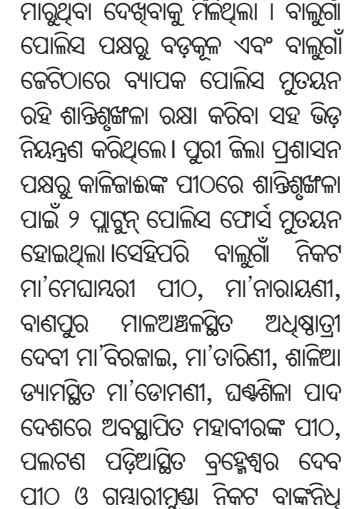 ମାରୁଥିବା ଦେଖିବାକୁ ମିଳିଥିଲା । ବାଲୁଗାଁ
ପୋଲିସ ପକ୍ଷରୁ ବଡ଼କୂଳ ଏବଂ ବାଲୁଗାଁ
ଜେଟିଠାରେ ବ୍ୟାପକ ପୋଲିସ ମୁତୟନ
ରହି ଶାନ୍ତିଶୃଙ୍ଖଳା ରକ୍ଷା କରିବା ସହ ଭିଡ଼
ନିୟନ୍ତ୍ରଣ କରିଥିଲେ। ପୁରୀ ଜିଲା ପ୍ରଶାସନ
ପକ୍ଷରୁ କାଳିଜାଈଙ୍କ ପୀଠରେ ଶାନ୍ତିଶୃଙ୍ଖଳା
ପାଇଁ ୨ ପ୍ଲାଟୁନ୍ ପୋଲିସ ଫୋର୍ସ ମୁତୟନ
ହୋଇଥିଲା।ସେହିପରି ବାଲୁଗାଁ ନିକଟ
ମା'ମେଘାମ୍ବରୀ ପୀଠ, ମା'ନାରାୟଣୀ,
ବାଣପୁର ମାଳଅଞ୍ଚଳସ୍ଥିତ ଅଧିଷ୍ଠାତ୍ରୀ
ଦେବୀ ମା'ବିରଜାଇ, ମା'ତାରିଣୀ, ଶାଳିଆ
ଡ୍ୟାମସ୍ଥିତ ମା'ଡୋମଣୀ, ଘଣ୍ଟଶିଳା ପାଦ
ଦେଶରେ ଅବସ୍ଥାପିତ ମହାବୀରଙ୍କ ପୀଠ,
ପଲଟଣ ପଡ଼ିଆସ୍ଥିତ ବ୍ରହ୍ମେଶ୍ୱର ଦେବ
ପୀଠ ଓ ଗମ୍ଭାରୀମୁଣ୍ଡା ନିକଟ ବାଙ୍କନିଧି